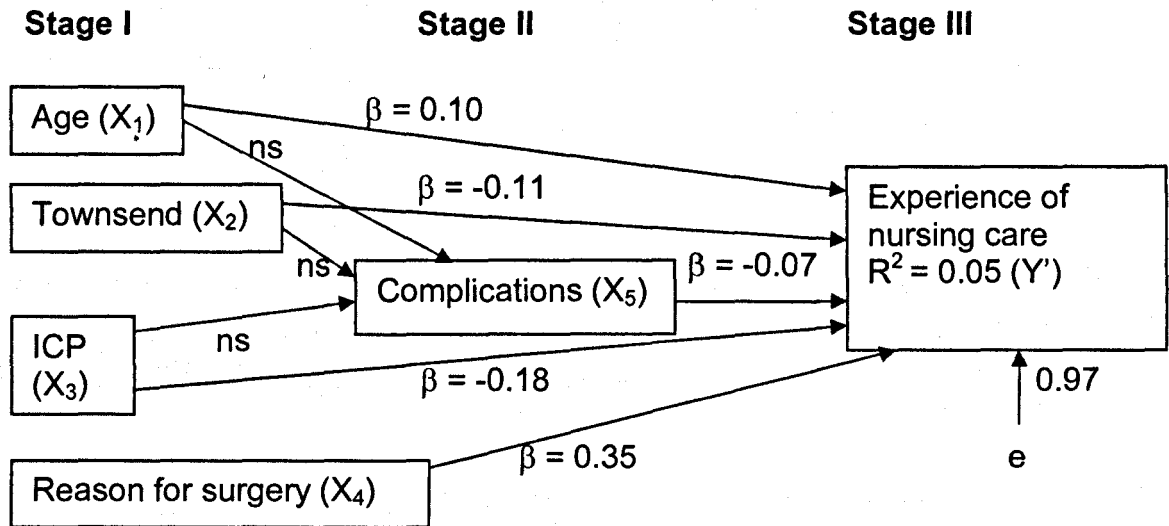 Stage I
Stage II
Stage III
Age (X₁)
β = 0.10
ns
Townsend (X₂)
β = -0.11
ns
Experience of
nursing care
R² = 0.05 (Y')
Complications (X₅)
β = -0.07
ICP
(X₃)
ns
β = -0.18
0.97
Reason for surgery (X₄)
β = 0.35
e